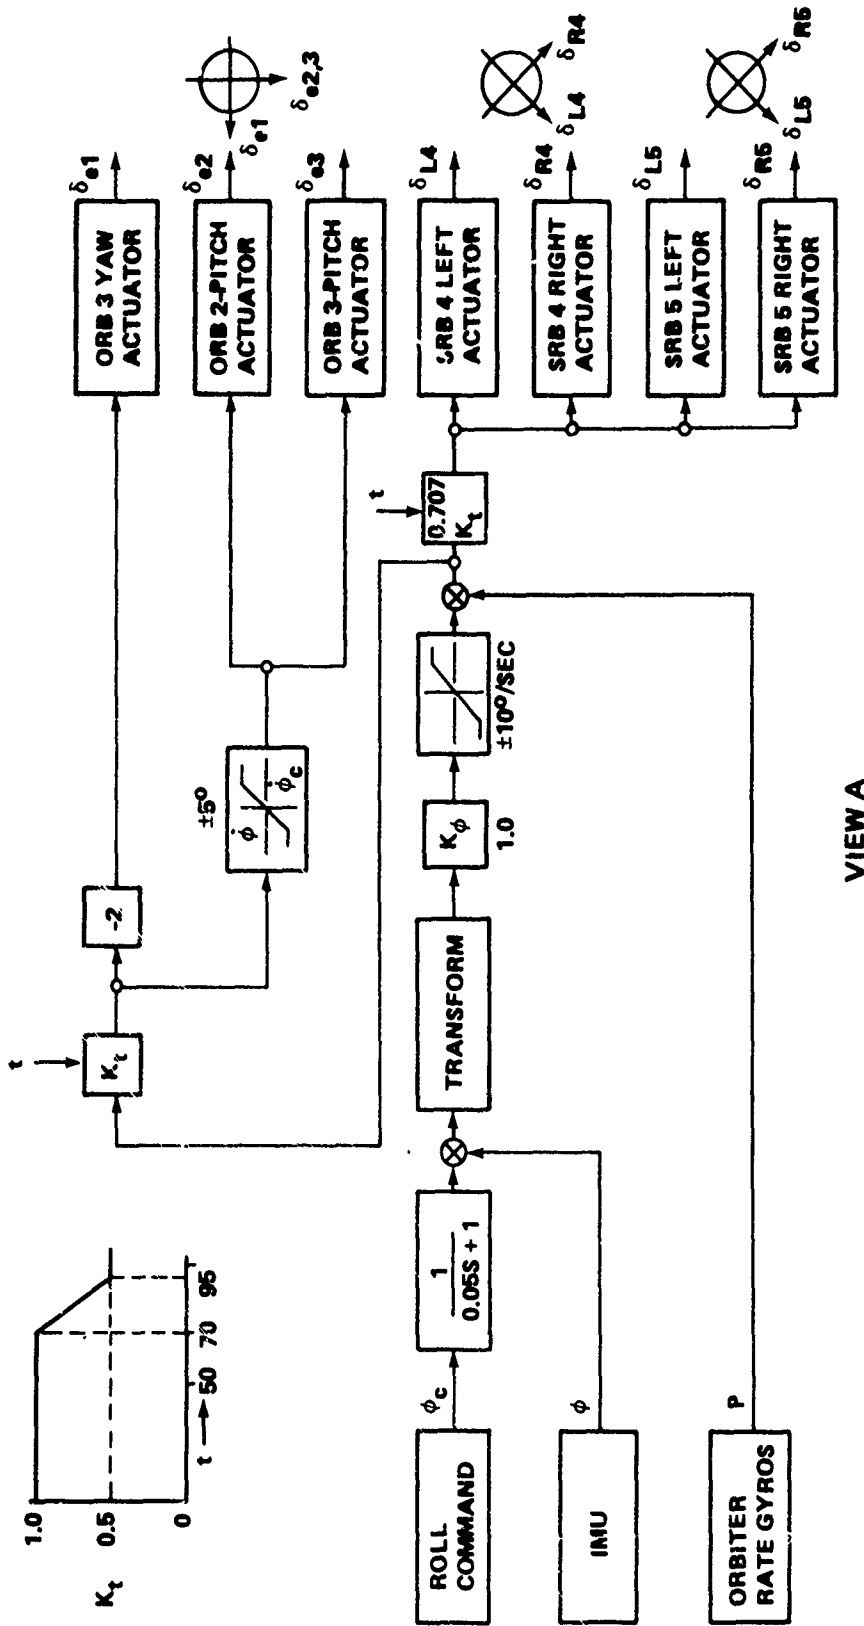 K_t
1.0
0.5
0
t
50
70
95
t
K_t
-2
±5°
φ̇
φ̇_c
ORB 3 YAW
ACTUATOR
δ_e1
ORB 2-PITCH
ACTUATOR
δ_e2
ORB 3-PITCH
ACTUATOR
δ_e3
δ_e1
δ_e2,3
ROLL
COMMAND
φ_c
1
0.05S + 1
TRANSFORM
K_φ
1.0
±10°/SEC
t
0.707
K_t
SRB 4 LEFT
ACTUATOR
δ_L4
SRB 4 RIGHT
ACTUATOR
δ_R4
SRB 5 LEFT
ACTUATOR
δ_L5
SRB 5 RIGHT
ACTUATOR
δ_R5
δ_L4
δ_R4
δ_L5
δ_R5
IMU
φ
ORBITER
RATE GYROS
P
VIEW A